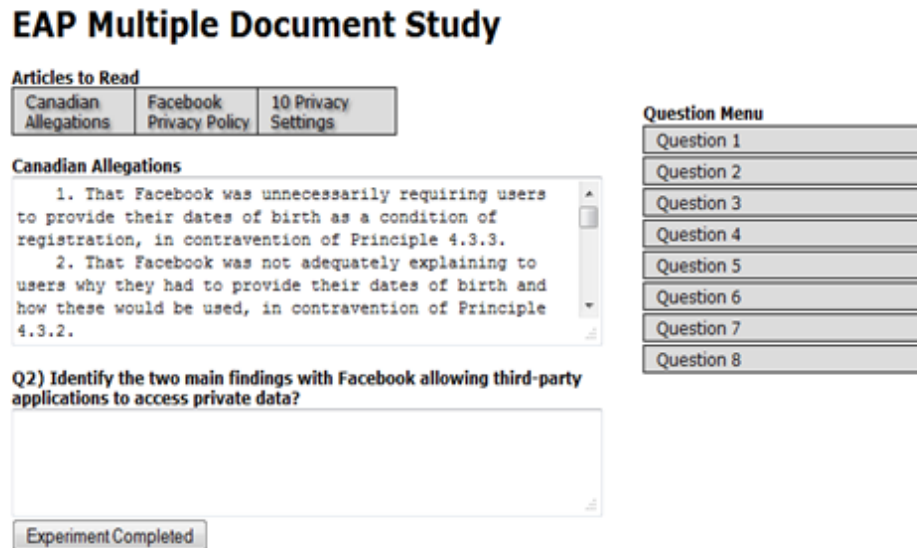 EAP Multiple Document Study
Articles to Read
Canadian Allegations
Facebook Privacy Policy
10 Privacy Settings
Canadian Allegations
1. That Facebook was unnecessarily requiring users
to provide their dates of birth as a condition of
registration, in contravention of Principle 4.3.3.
2. That Facebook was not adequately explaining to
users why they had to provide their dates of birth and
how these would be used, in contravention of Principle
4.3.2.
Q2) Identify the two main findings with Facebook allowing third-party
applications to access private data?
Experiment Completed
Question Menu
Question 1
Question 2
Question 3
Question 4
Question 5
Question 6
Question 7
Question 8